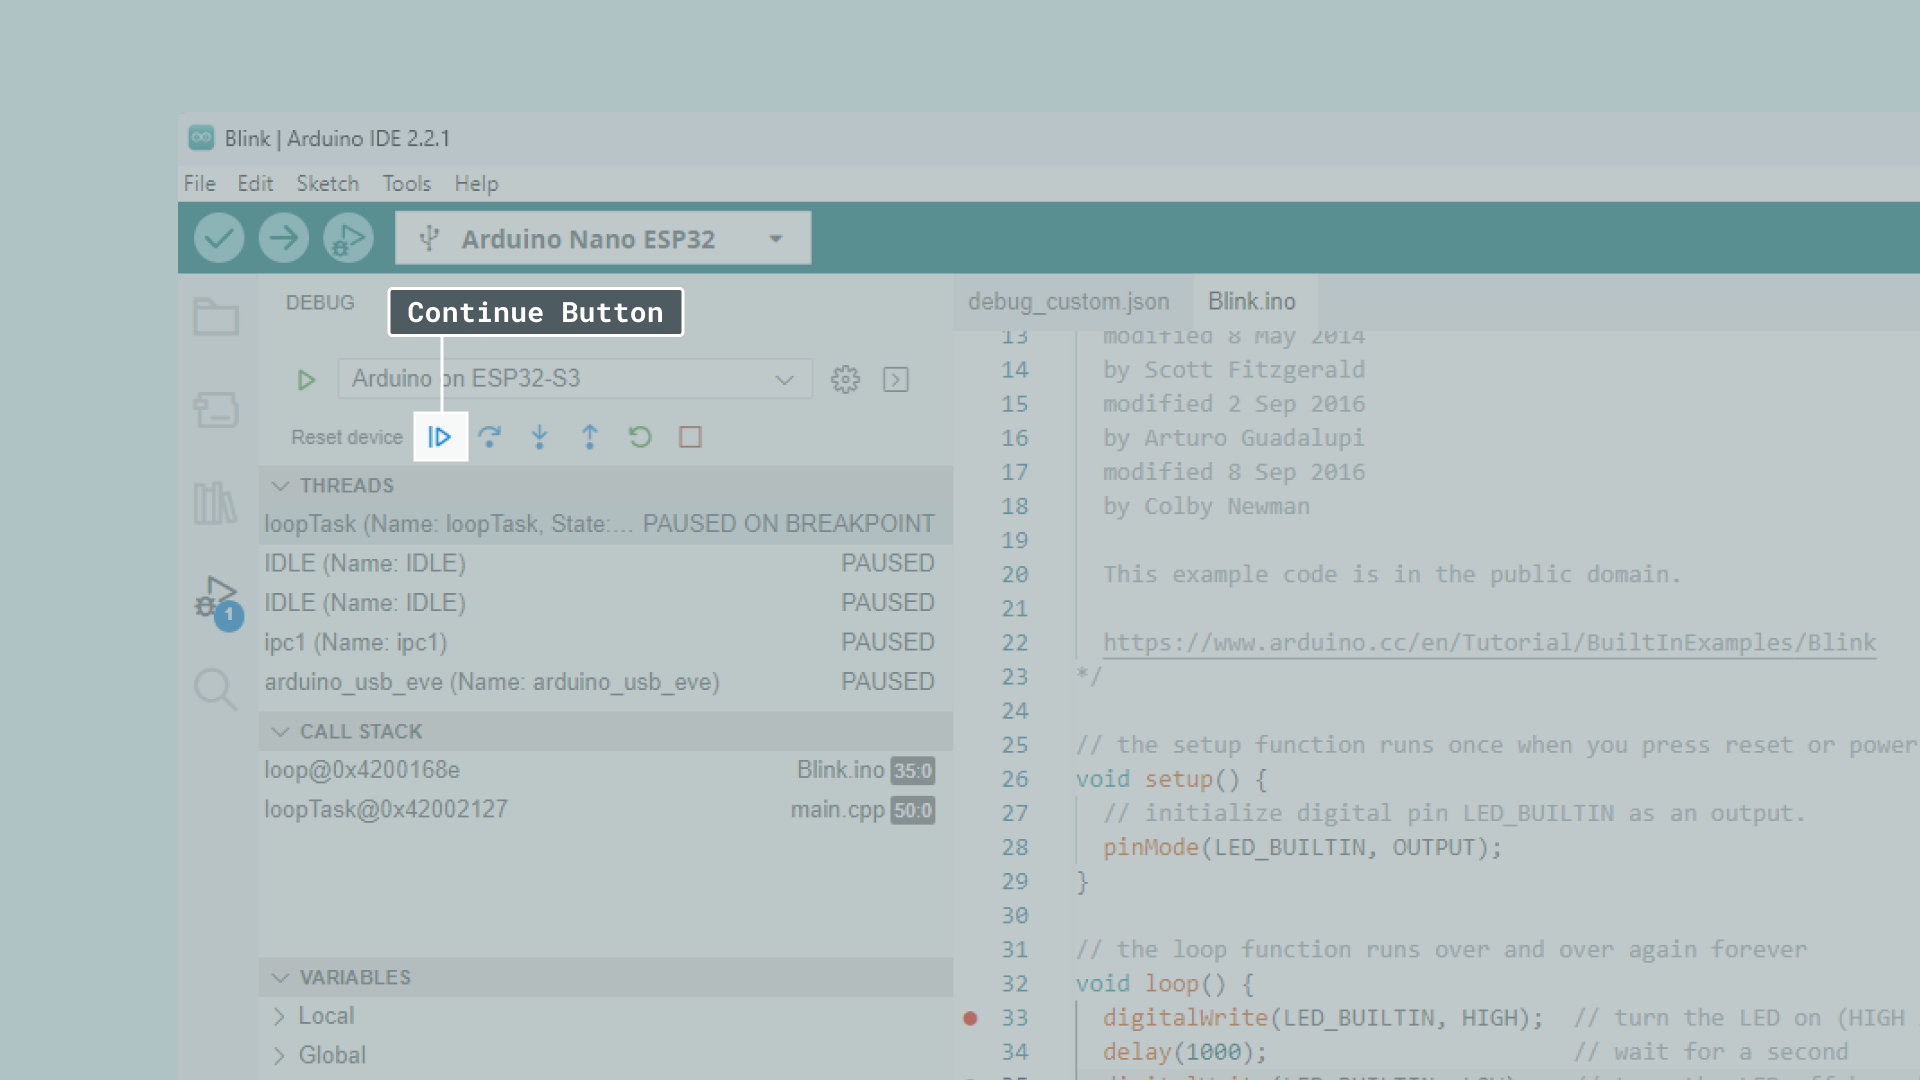 Blink | Arduino IDE 2.2.1
File Edit Sketch Tools Help
Arduino Nano ESP32
DEBUG
Continue Button
Arduino on ESP32-S3
Reset device
THREADS
loopTask (Name: loopTask, State:... PAUSED ON BREAKPOINT
IDLE (Name: IDLE) PAUSED
IDLE (Name: IDLE) PAUSED
ipc1 (Name: ipc1) PAUSED
arduino_usb_eve (Name: arduino_usb_eve) PAUSED
1
CALL STACK
loop@0x4200168e Blink.ino 35:0
loopTask@0x42002127 main.cpp 50:0
VARIABLES
Local
Global
debug_custom.json Blink.ino
13 modified 8 May 2014
14 by Scott Fitzgerald
15 modified 2 Sep 2016
16 by Arturo Guadalupi
17 modified 8 Sep 2016
18 by Colby Newman
19
20 This example code is in the public domain.
21
22 https://www.arduino.cc/en/Tutorial/BuiltInExamples/Blink
23 */
24
25 // the setup function runs once when you press reset or power
26 void setup() {
27 // initialize digital pin LED_BUILTIN as an output.
28 pinMode(LED_BUILTIN, OUTPUT);
29 }
30
31 // the loop function runs over and over again forever
32 void loop() {
33 digitalWrite(LED_BUILTIN, HIGH); // turn the LED on (HIGH
34 delay(1000); // wait for a second